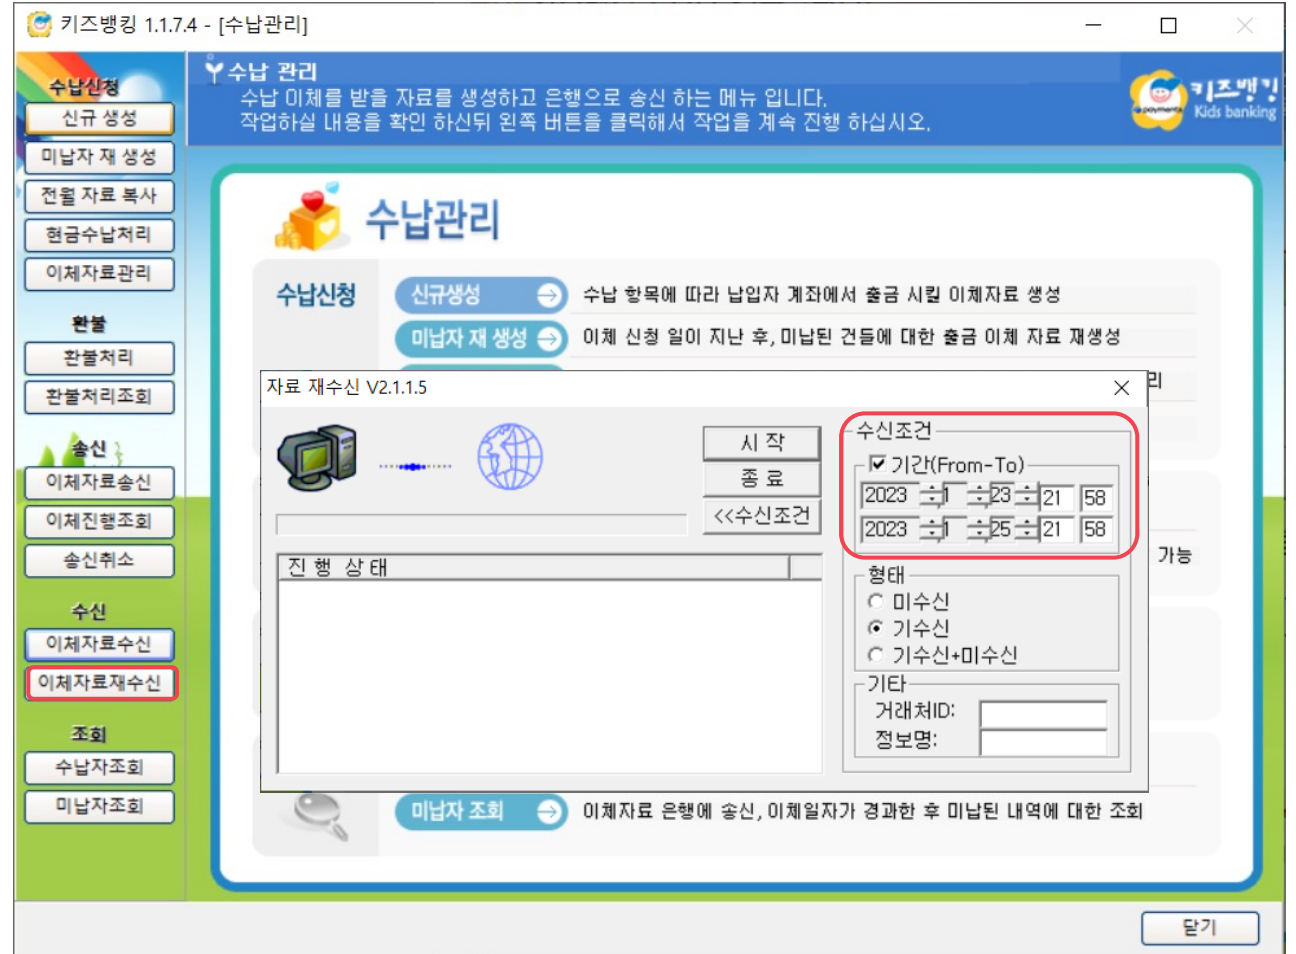 키즈뱅킹 1.1.7.4 - [수납관리]
수납신청
신규 생성
미납자 재 생성
전월 자료 복사
현금수납처리
이체자료관리
환불
환불처리
환불처리조회
송신
이체자료송신
이체진행조회
송신취소
수신
이체자료수신
이체자료재수신
조회
수납자조회
미납자조회
수납 관리
수납 이체를 받을 자료를 생성하고 은행으로 송신 하는 메뉴 입니다.
작업하실 내용을 확인 하신뒤 왼쪽 버튼을 클릭해서 작업을 계속 진행 하십시오.
epayments
키즈뱅킹
Kids banking
수납관리
수납신청
신규생성 수납 항목에 따라 납입자 계좌에서 출금 시킬 이체자료 생성
미납자 재 생성 이체 신청 일이 지난 후, 미납된 건들에 대한 출금 이체 자료 재생성
리
가능
자료 재수신 V2.1.1.5
시 작
종 료
<<수신조건
진 행 상 태
수신조건
기간(From-To)
2023 1 23 21 58
2023 1 25 21 58
형태
미수신
기수신
기수신+미수신
기타
거래처ID:
정보명:
미납자 조회 이체자료 은행에 송신, 이체일자가 경과한 후 미납된 내역에 대한 조회
닫기